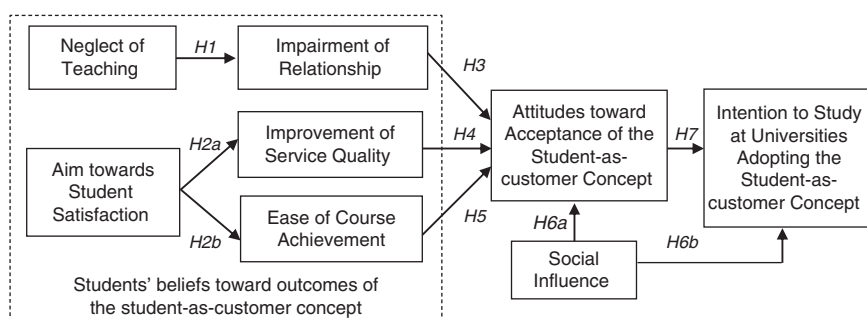 Neglect of
Teaching
H1
Impairment of
Relationship
H3
Improvement of
Service Quality
H2a
H4
Aim towards
Student
Satisfaction
H2b
Ease of Course
Achievement
H5
Students’ beliefs toward outcomes of
the student-as-customer concept
Attitudes toward
Acceptance of the
Student-as-
customer Concept
H7
Intention to Study
at Universities
Adopting the
Student-as-
customer Concept
H6a
H6b
Social
Influence